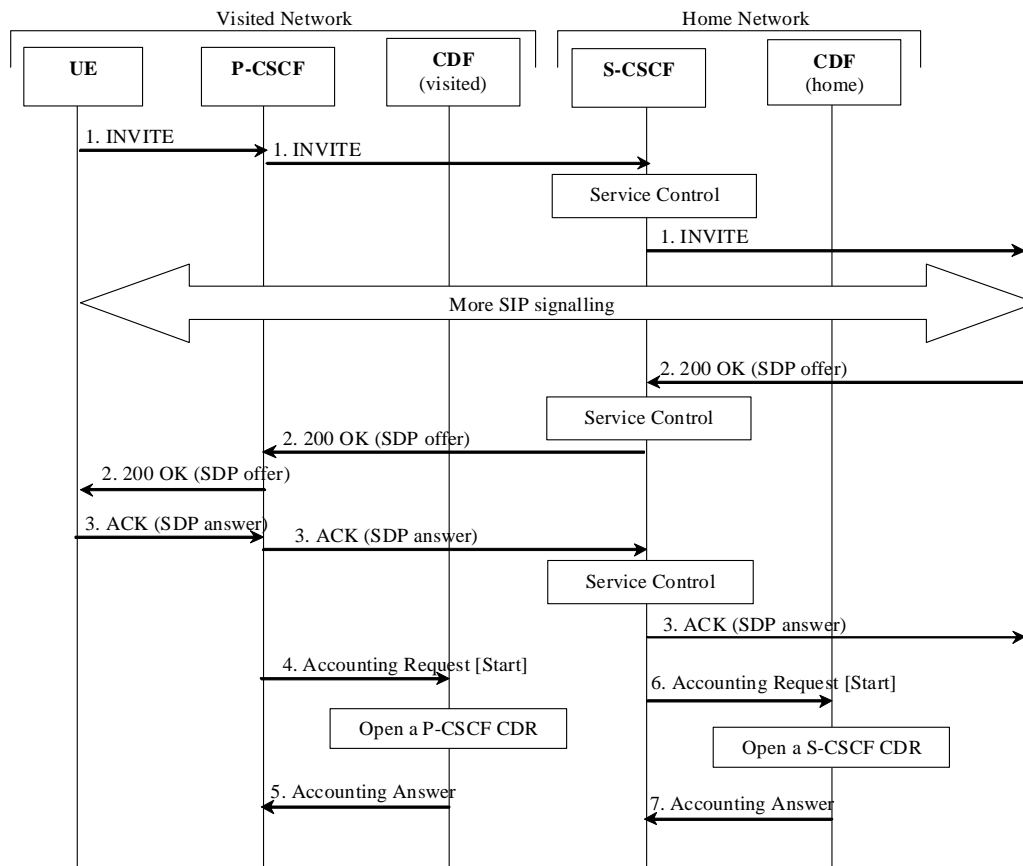 Visited Network
Home Network
UE
P-CSCF
CDF
(visited)
S-CSCF
CDF
(home)
1. INVITE
1. INVITE
Service Control
1. INVITE
More SIP signalling
2. 200 OK (SDP offer)
Service Control
2. 200 OK (SDP offer)
2. 200 OK (SDP offer)
3. ACK (SDP answer)
3. ACK (SDP answer)
Service Control
3. ACK (SDP answer)
4. Accounting Request [Start]
6. Accounting Request [Start]
Open a P-CSCF CDR
Open a S-CSCF CDR
5. Accounting Answer
7. Accounting Answer